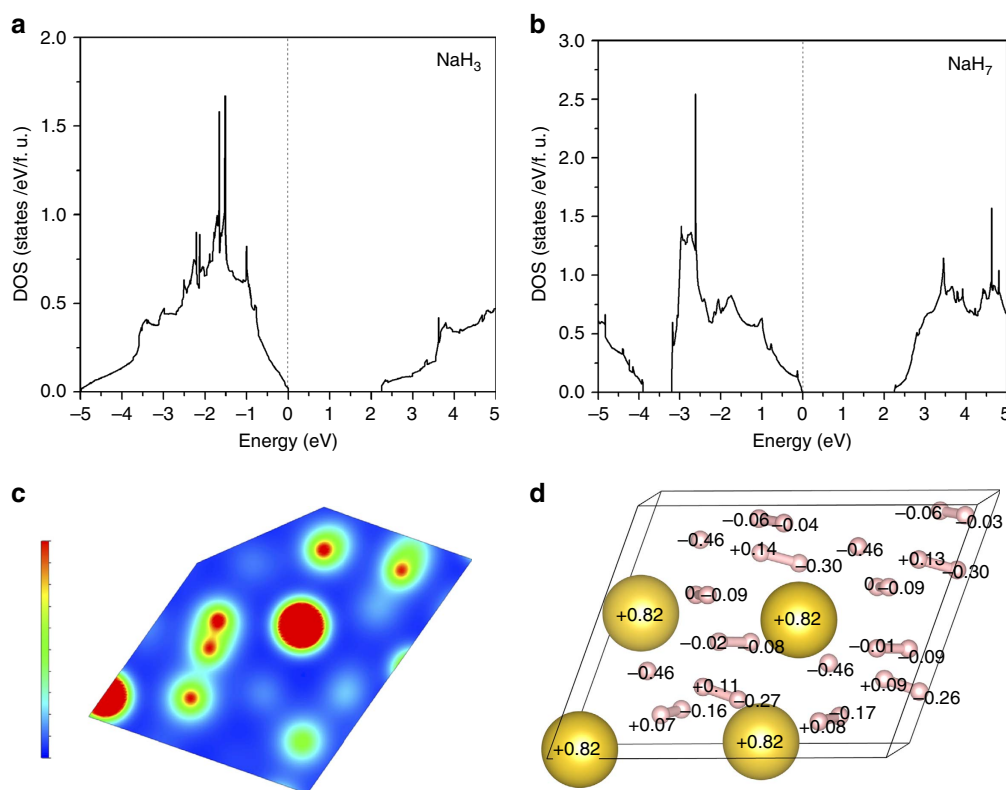 a
2.0
NaH3
1.5
1.0
0.5
0.0
DOS (states /eV/f. u.)
–5 –4 –3 –2 –1 0 1 2 3 4 5
Energy (eV)
b
3.0
NaH7
2.5
2.0
1.5
1.0
0.5
0.0
DOS (states /eV/f. u.)
–5 –4 –3 –2 –1 0 1 2 3 4 5
Energy (eV)
c
d
–0.06 –0.04 –0.06 –0.03
–0.46 +0.14 –0.30 –0.46 +0.13 –0.30
0 –0.09 0 –0.09
+0.82 +0.82
–0.02 –0.08 –0.01 –0.09
–0.46 +0.11 –0.27 –0.46 +0.09 –0.26
+0.07 –0.16 +0.08 –0.17
+0.82 +0.82